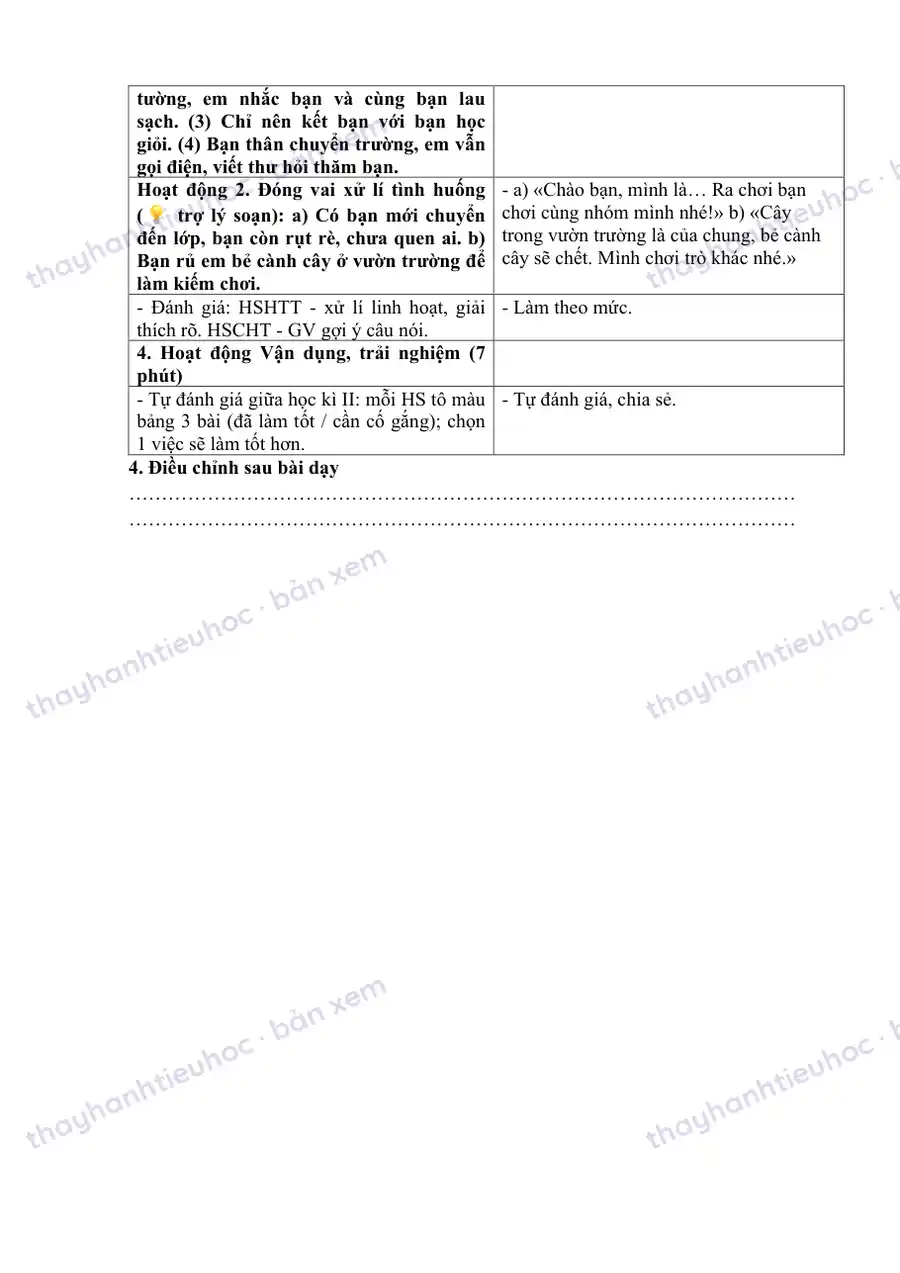 tường, em nhắc bạn và cùng bạn lau
sạch. (3) Chỉ nên kết bạn với bạn học
giỏi. (4) Bạn thân chuyển trường, em vẫn
gọi điện, viết thư hỏi thăm bạn.
Hoạt động 2. Đóng vai xử lí tình huống
(💡 trợ lý soạn): a) Có bạn mới chuyển
đến lớp, bạn còn rụt rè, chưa quen ai. b)
Bạn rủ em bẻ cành cây ở vườn trường để
làm kiếm chơi.
- a) «Chào bạn, mình là… Ra chơi bạn
chơi cùng nhóm mình nhé!» b) «Cây
trong vườn trường là của chung, bẻ cành
cây sẽ chết. Mình chơi trò khác nhé.»
- Đánh giá: HSHTT - xử lí linh hoạt, giải
thích rõ. HSCHT - GV gợi ý câu nói.
- Làm theo mức.
4. Hoạt động Vận dụng, trải nghiệm (7
phút)
- Tự đánh giá giữa học kì II: mỗi HS tô màu
bảng 3 bài (đã làm tốt / cần cố gắng); chọn
1 việc sẽ làm tốt hơn.
- Tự đánh giá, chia sẻ.
4. Điều chỉnh sau bài dạy
……………………………………………………………………………………………
……………………………………………………………………………………………
thayhanhtieuhoc · bản xem
thayhanhtieuhoc · b
thayhanhtieuhoc · bản xem
thayhanhtieuhoc · b
thayhanhtieuhoc · bản xem
thayhanhtieuhoc · b